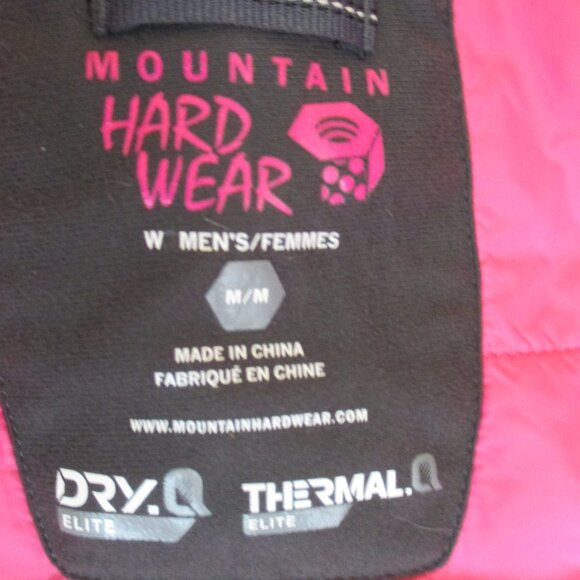 MOUNTAIN
HARD
WEAR
W MEN'S/FEMMES
M/M
MADE IN CHINA
FABRIQUÉ EN CHINE
WWW.MOUNTAINHARDWEAR.COM
DRY.Q THERMAL.Q
ELITE ELITE